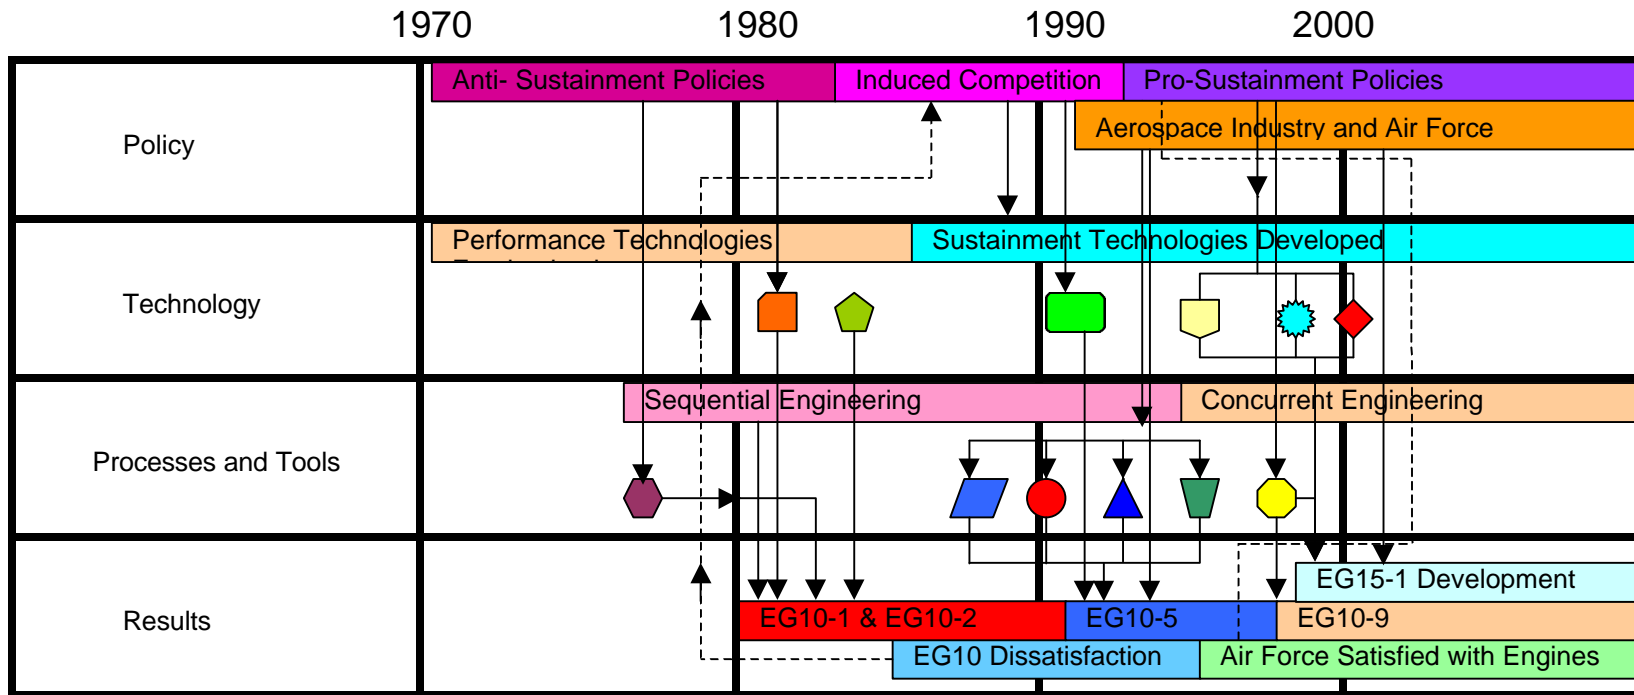 1970 1980 1990 2000
Anti- Sustainment Policies Induced Competition Pro-Sustainment Policies
Aerospace Industry and Air Force
Policy
Performance Technologies Sustainment Technologies Developed
Technology
Sequential Engineering Concurrent Engineering
Processes and Tools
EG15-1 Development
Results EG10-1 & EG10-2 EG10-5 EG10-9
EG10 Dissatisfaction Air Force Satisfied with Engines